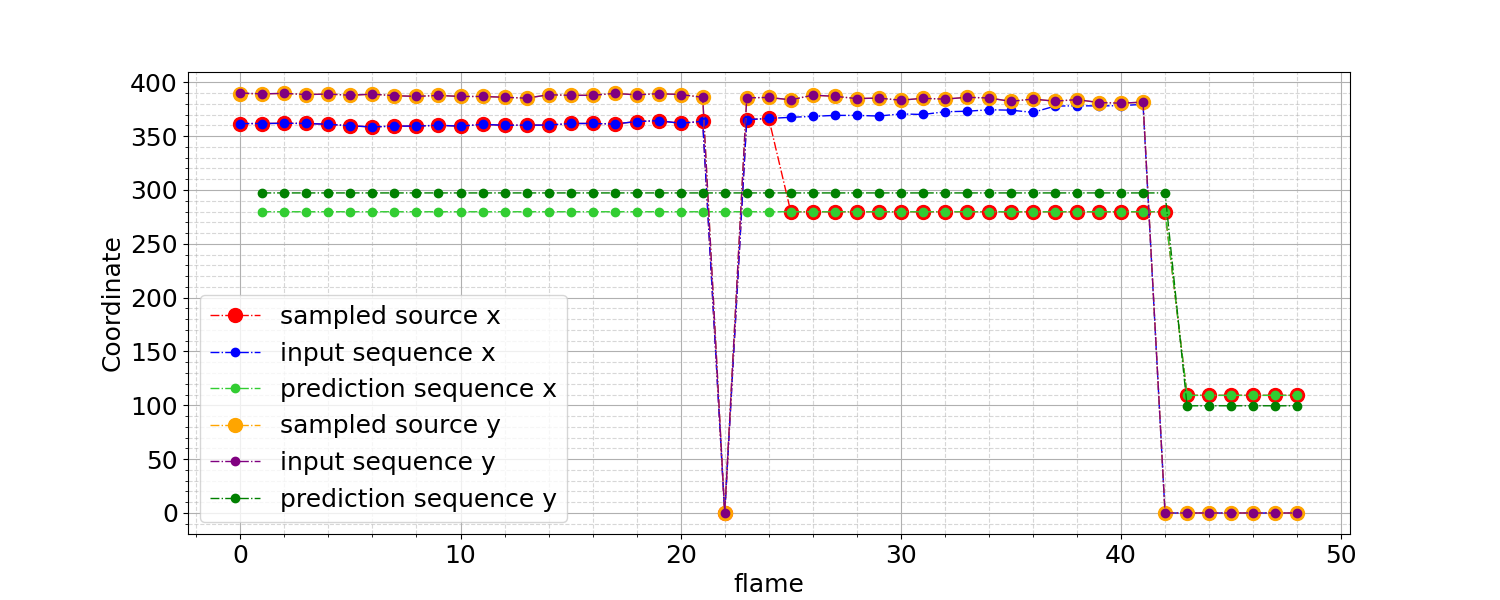 400
350
300
250
200
150
100
50
0
Coordinate
sampled source x
input sequence x
prediction sequence x
sampled source y
input sequence y
prediction sequence y
0 10 20 30 40 50
flame